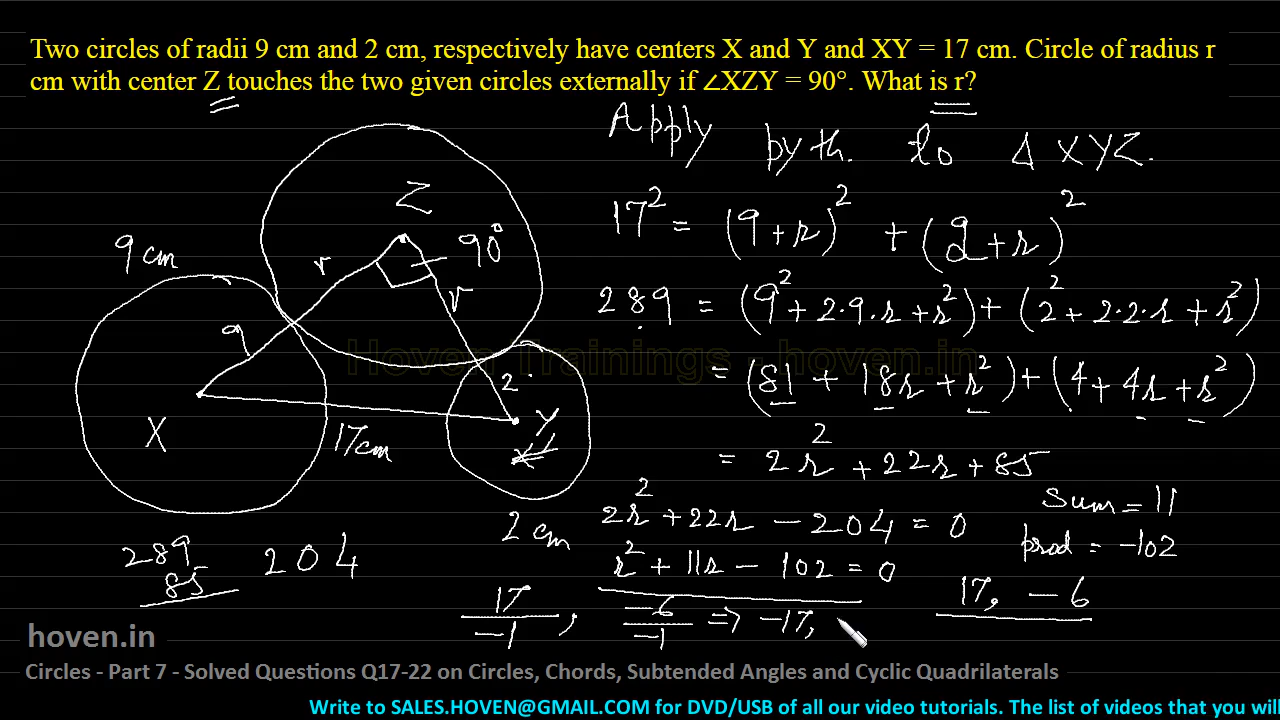 Two circles of radii 9 cm and 2 cm, respectively have centers X and Y and XY = 17 cm. Circle of radius r
cm with center Z touches the two given circles externally if ∠XZY = 90°. What is r?
Apply pyth. to Δ XYZ.
Z
90°
9 cm
r
r
9
2
X
Y
17cm
2 cm
17² = (9+r)² + (2+r)²
289 = (9² + 2·9·r + r²) + (2² + 2·2·r + r²)
Hoven Trainings - hoven.in
= (81 + 18r + r²) + (4 + 4r + r²)
= 2r² + 22r + 85
2r² + 22r - 204 = 0
r² + 11r - 102 = 0
Sum = 11
prod = -102
17, -6
289
85
204
17/-1, -6/-1 ⇒ -17,
hoven.in
Circles - Part 7 - Solved Questions Q17-22 on Circles, Chords, Subtended Angles and Cyclic Quadrilaterals
Write to SALES.HOVEN@GMAIL.COM for DVD/USB of all our video tutorials. The list of videos that you will